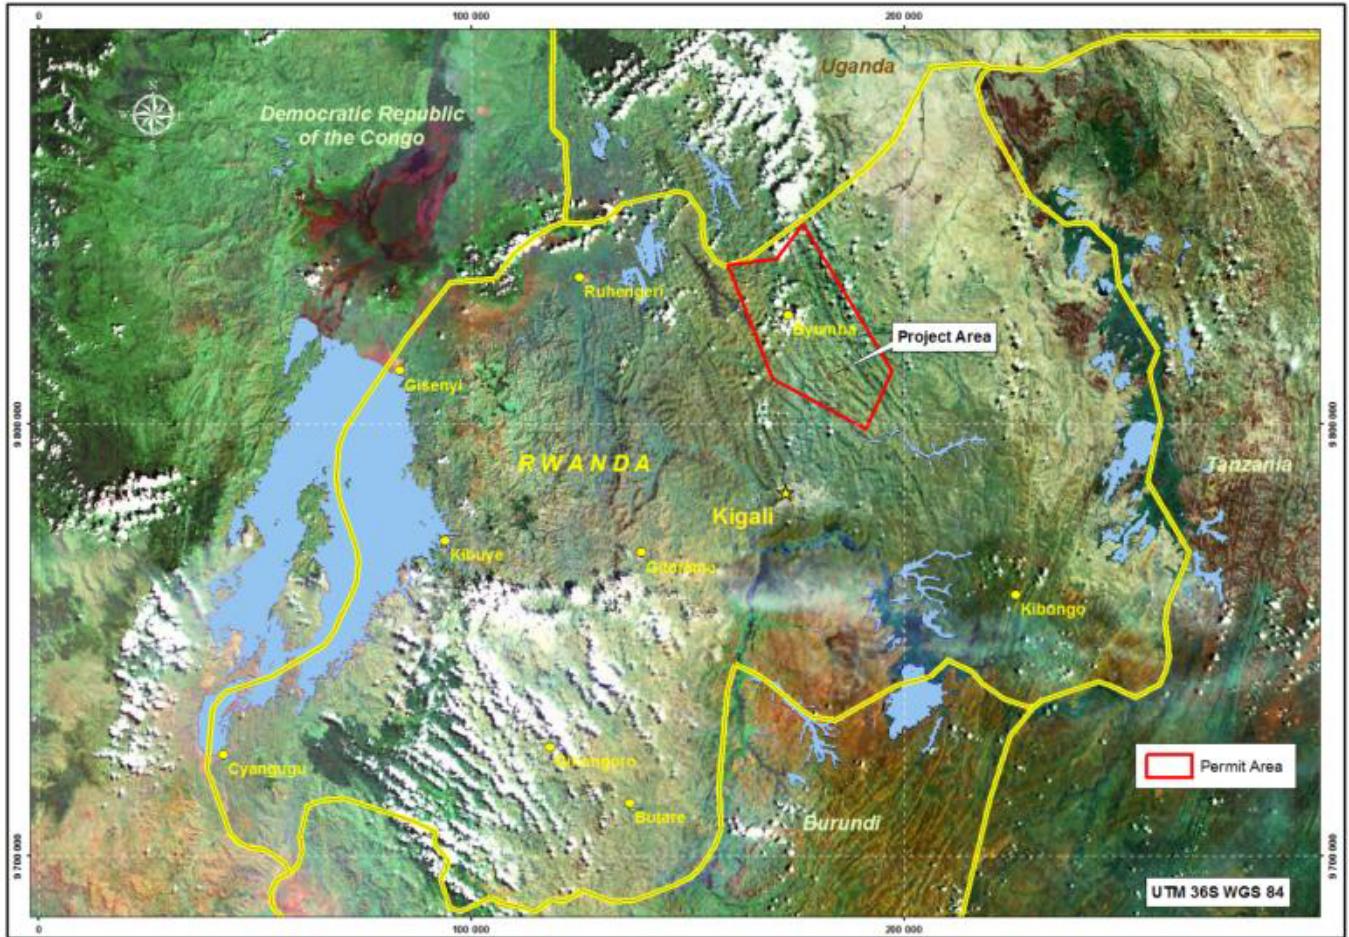 0
100 000
200 000
Uganda
Democratic Republic
of the Congo
Ruhengeri
Byumba
Project Area
Gisenyi
9 800 000
9 800 000
RWANDA
Tanzania
Kigali
Kibuye
Gitarama
Kibongo
Gikongoro
Cyangugu
Permit Area
Butare
Burundi
9 700 000
9 700 000
UTM 36S WGS 84
0
100 000
200 000